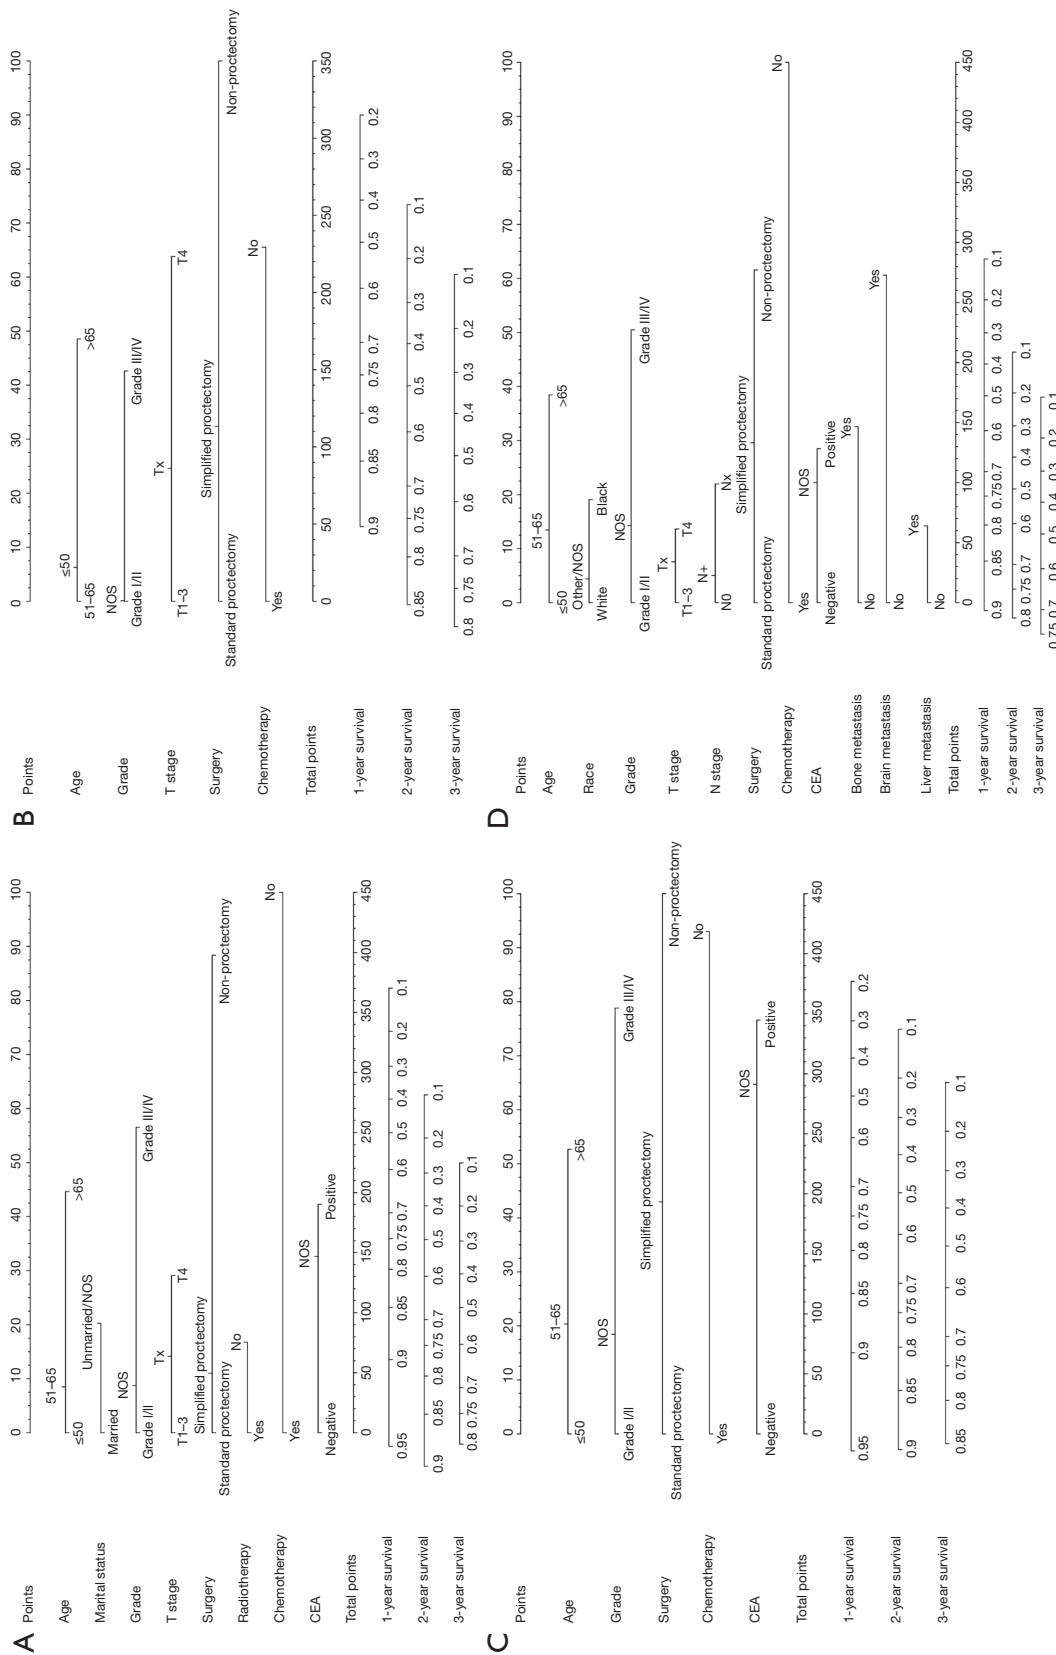 A
Points 0 10 20 30 40 50 60 70 80 90 100
Age ≤50 51–65 >65
Marital status Married Unmarried/NOS
Grade Grade I/II NOS Grade III/IV
T stage T1–3 Tx T4
Surgery Standard proctectomy Simplified proctectomy Non-proctectomy
Radiotherapy Yes No
Chemotherapy Yes No
CEA Negative NOS Positive
Total points 0 50 100 150 200 250 300 350 400 450
1-year survival 0.95 0.9 0.85 0.8 0.75 0.7 0.6 0.5 0.4 0.3 0.2 0.1
2-year survival 0.9 0.85 0.8 0.75 0.7 0.6 0.5 0.4 0.3 0.2 0.1
3-year survival 0.8 0.75 0.7 0.6 0.5 0.4 0.3 0.2 0.1
B
Points 0 10 20 30 40 50 60 70 80 90 100
Age 51–65 ≤50 >65
Grade Grade I/II NOS Grade III/IV
T stage T1–3 Tx T4
Surgery Standard proctectomy Simplified proctectomy Non-proctectomy
Chemotherapy Yes No
Total points 0 50 100 150 200 250 300 350
1-year survival 0.9 0.85 0.8 0.75 0.7 0.6 0.5 0.4 0.3 0.2
2-year survival 0.85 0.8 0.75 0.7 0.6 0.5 0.4 0.3 0.2 0.1
3-year survival 0.8 0.75 0.7 0.6 0.5 0.4 0.3 0.2 0.1
C
Points 0 10 20 30 40 50 60 70 80 90 100
Age ≤50 51–65 >65
Grade Grade I/II NOS Grade III/IV
Surgery Standard proctectomy Simplified proctectomy Non-proctectomy
Chemotherapy Yes No
CEA Negative NOS Positive
Total points 0 50 100 150 200 250 300 350 400 450
1-year survival 0.95 0.9 0.85 0.8 0.75 0.7 0.6 0.5 0.4 0.3 0.2
2-year survival 0.9 0.85 0.8 0.75 0.7 0.6 0.5 0.4 0.3 0.2 0.1
3-year survival 0.85 0.8 0.75 0.7 0.6 0.5 0.4 0.3 0.2 0.1
D
Points 0 10 20 30 40 50 60 70 80 90 100
Age ≤50 51–65 >65
Race White Other/NOS Black
Grade Grade I/II NOS Grade III/IV
T stage T1–3 Tx T4
N stage N0 N+ Nx
Surgery Standard proctectomy Simplified proctectomy Non-proctectomy
Chemotherapy Yes No
CEA Negative NOS Positive
Bone metastasis No Yes
Brain metastasis No Yes
Liver metastasis No Yes
Total points 0 50 100 150 200 250 300 350 400 450
1-year survival 0.9 0.85 0.8 0.75 0.7 0.6 0.5 0.4 0.3 0.2 0.1
2-year survival 0.8 0.75 0.7 0.6 0.5 0.4 0.3 0.2 0.1
3-year survival 0.75 0.7 0.6 0.5 0.4 0.3 0.2 0.1